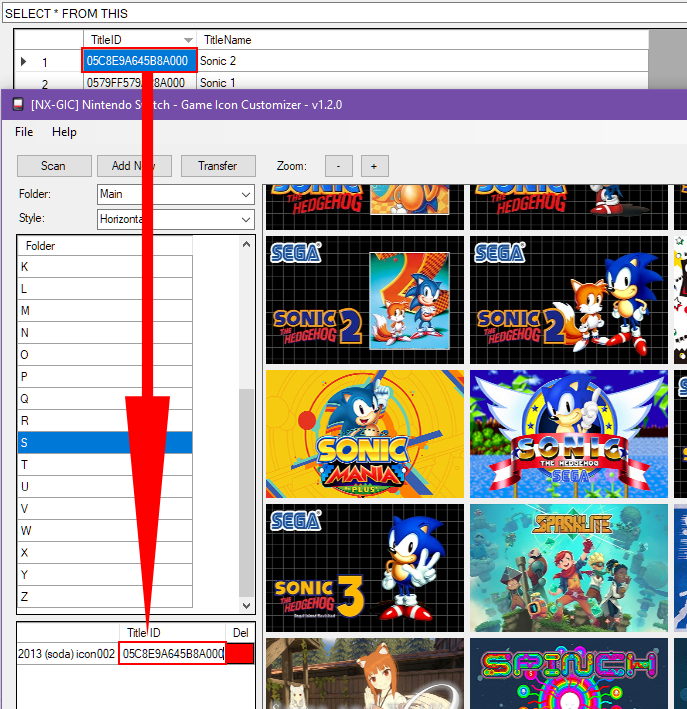 SELECT * FROM THIS
TitleID TitleName
1 05C8E9A645B8A000 Sonic 2
2 Sonic 1
[NX-GIC] Nintendo Switch - Game Icon Customizer - v1.2.0
File Help
Scan Add New Transfer Zoom: - +
Folder: Main
Style: Horizontal
Folder
K
L
M
N
O
P
Q
R
S
T
U
V
W
X
Y
Z
Title ID Del
2013 (soda) icon002 05C8E9A645B8A000
SONIC
THE HEDGEHOG
SONIC
THE HEDGEHOG
SEGA
SONIC
THE HEDGEHOG 2
SEGA
SONIC
THE HEDGEHOG 2
SONIC
MANIA
PLUS
SONIC
THE HEDGEHOG
SEGA
SEGA
SONIC
THE HEDGEHOG 3
SPARKLITE
SPINCH